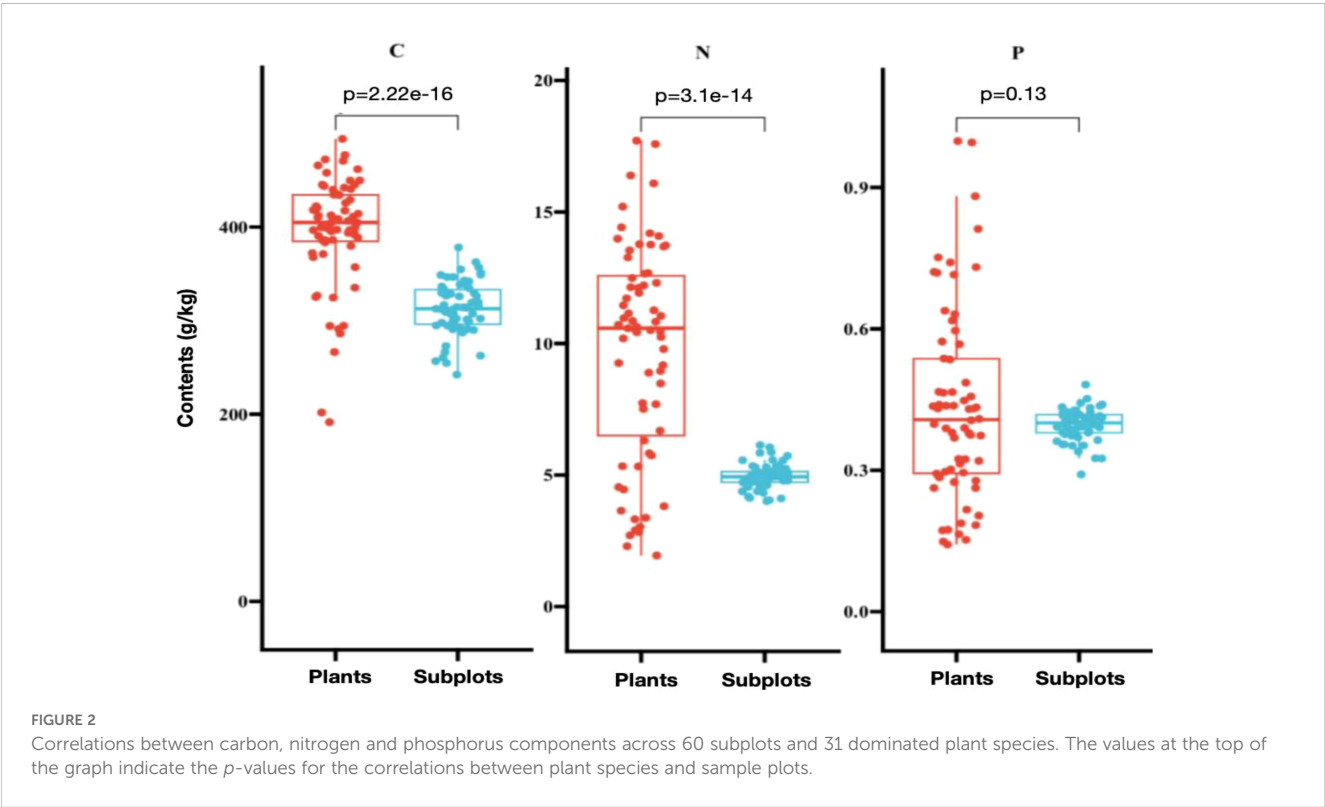 C
N
P
p=2.22e-16
p=3.1e-14
p=0.13
Contents (g/kg)
400
200
0
20
15
10
5
0
0.9
0.6
0.3
0.0
Plants
Subplots
Plants
Subplots
Plants
Subplots
FIGURE 2
Correlations between carbon, nitrogen and phosphorus components across 60 subplots and 31 dominated plant species. The values at the top of
the graph indicate the p-values for the correlations between plant species and sample plots.